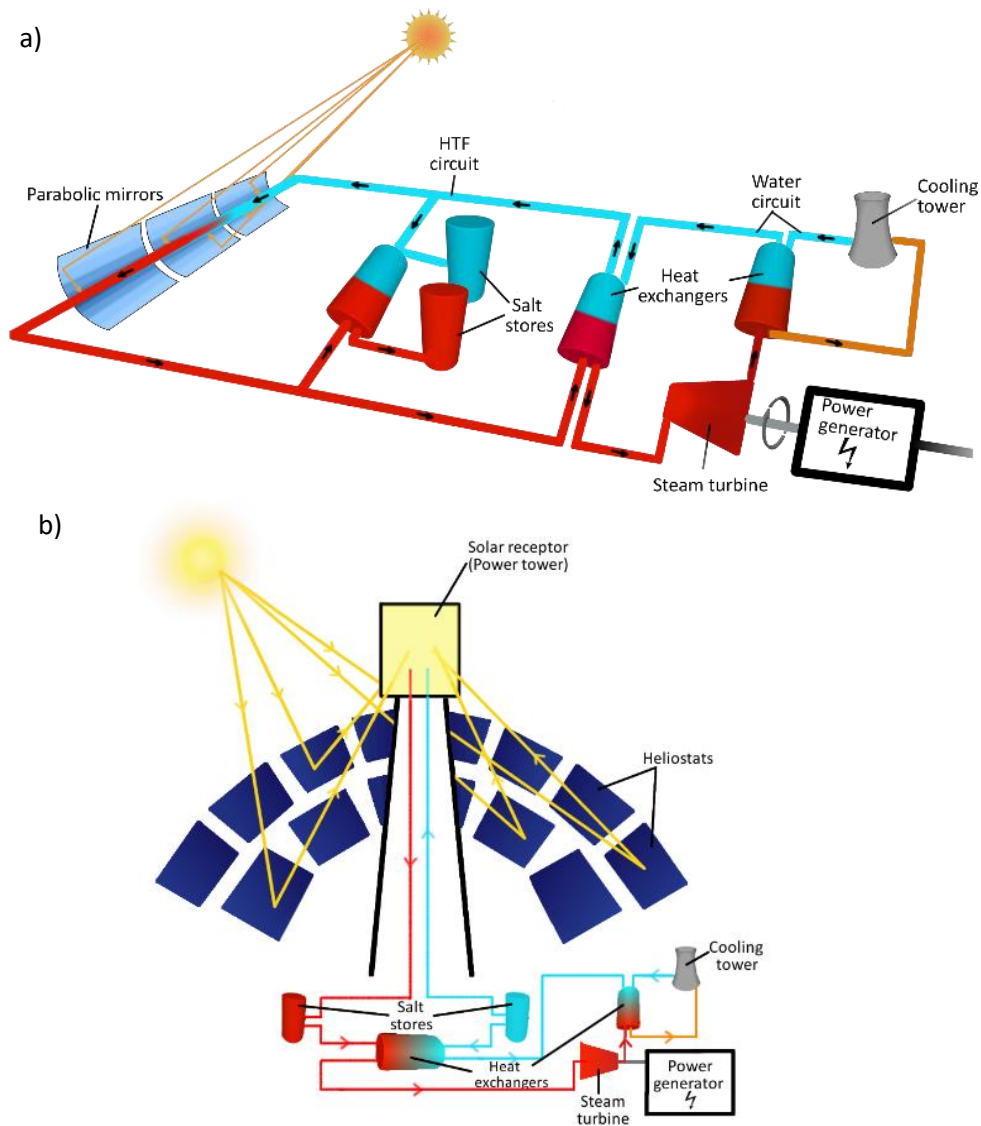 a)
HTF
circuit
Parabolic mirrors
Water
circuit
Cooling
tower
Heat
exchangers
Salt
stores
Power
generator
Steam turbine
b)
Solar receptor
(Power tower)
Heliostats
Cooling
tower
Salt
stores
Heat
exchangers
Power
generator
Steam
turbine